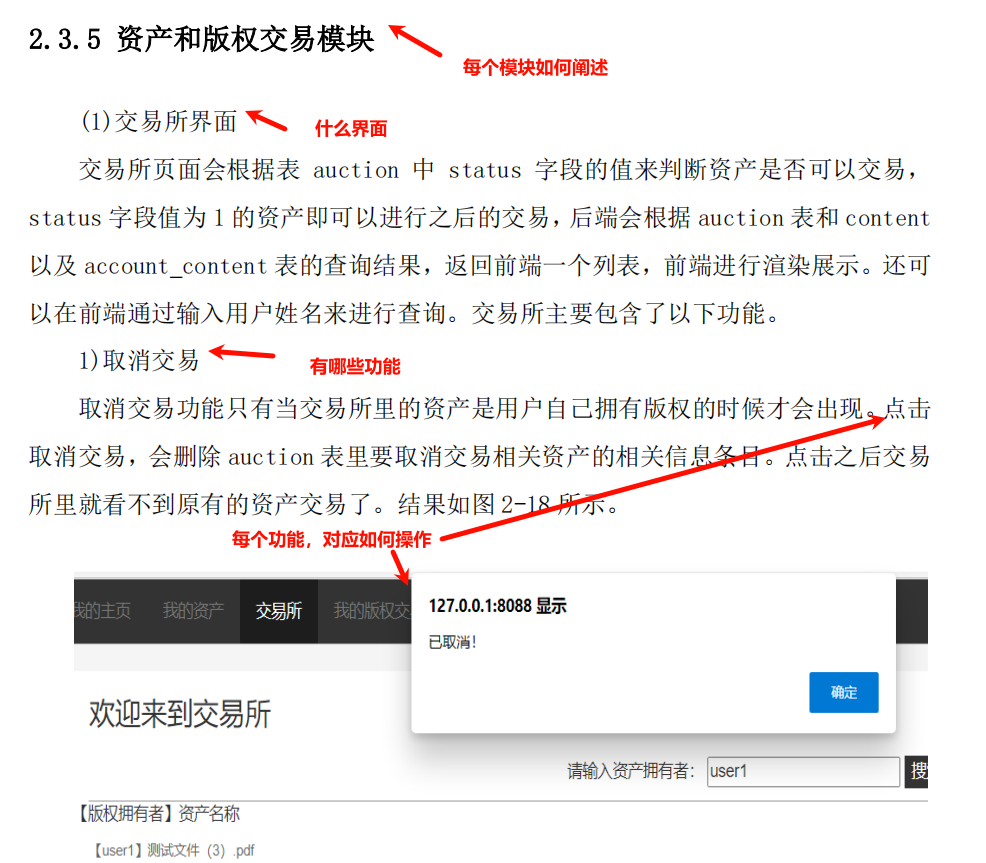 2.3.5 资产和版权交易模块
每个模块如何阐述
(1)交易所界面
什么界面
交易所页面会根据表 auction 中 status 字段的值来判断资产是否可以交易，
status 字段值为 1 的资产即可以进行之后的交易，后端会根据 auction 表和 content
以及 account_content 表的查询结果，返回前端一个列表，前端进行渲染展示。还可
以在前端通过输入用户姓名来进行查询。交易所主要包含了以下功能。
1)取消交易
有哪些功能
取消交易功能只有当交易所里的资产是用户自己拥有版权的时候才会出现。点击
取消交易，会删除 auction 表里要取消交易相关资产的相关信息条目。点击之后交易
所里就看不到原有的资产交易了。结果如图 2-18 所示。
每个功能，对应如何操作
127.0.0.1:8088 显示
已取消！
确定
我的主页 我的资产 交易所 我的版权交
欢迎来到交易所
请输入资产拥有者： user1 搜
【版权拥有者】资产名称
【user1】测试文件（3）.pdf